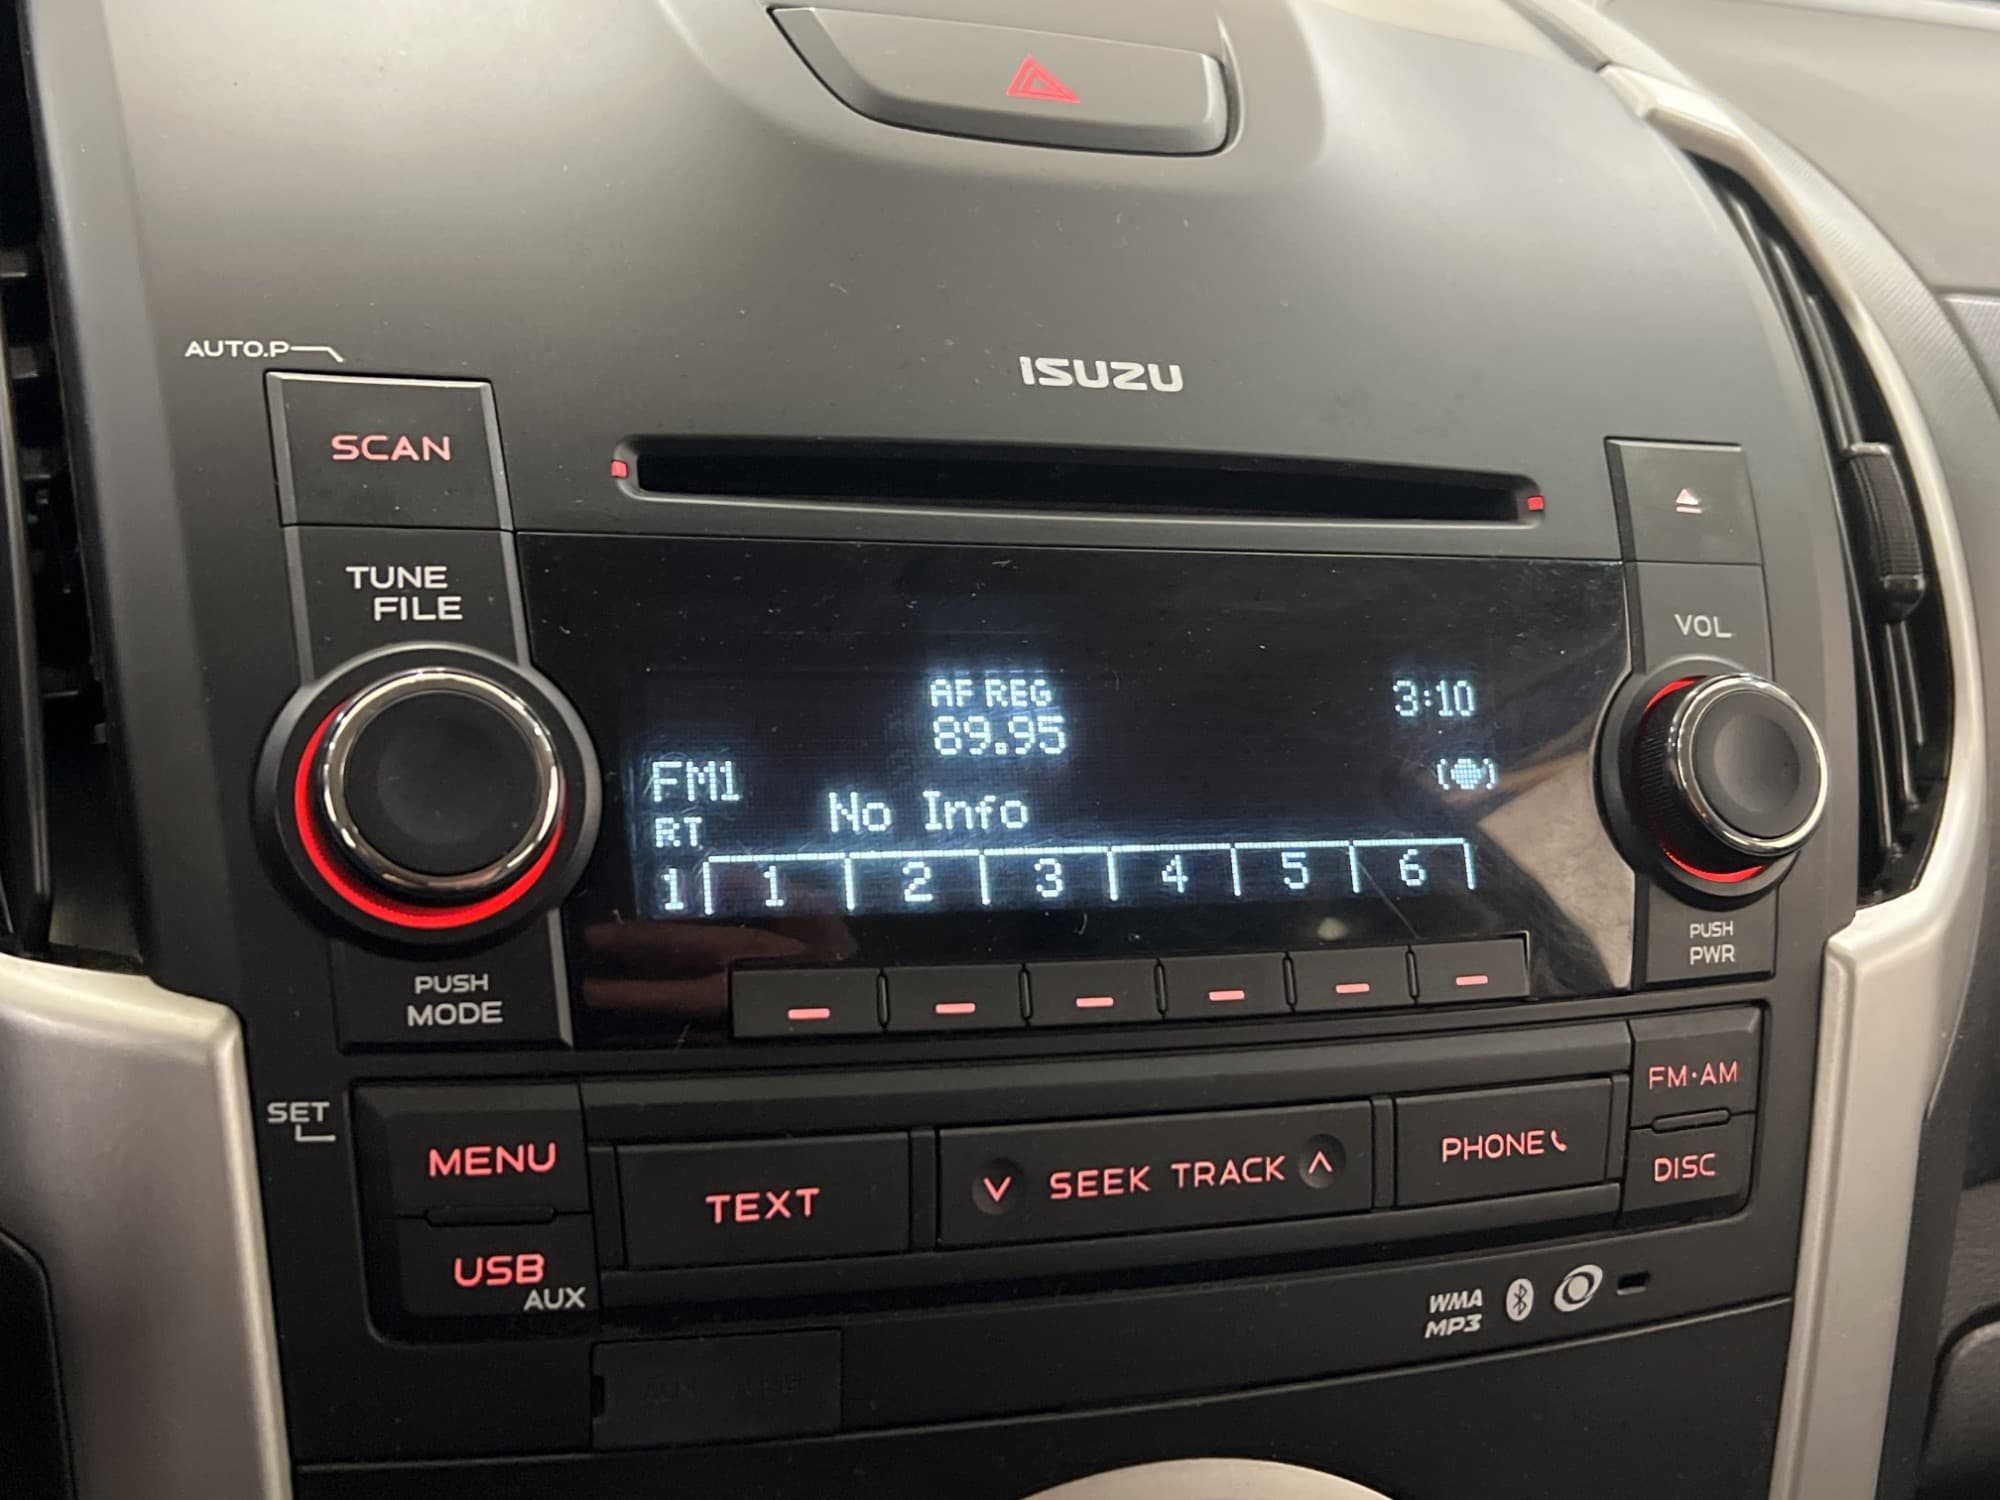 AUTO.P
ISUZU
SCAN
TUNE
FILE
VOL
AF REG
3:10
89.95
FM1
No Info
RT
1 1 2 3 4 5 6
PUSH
PWR
PUSH
MODE
SET
MENU
TEXT
SEEK TRACK
PHONE
FM·AM
DISC
USB
AUX
WMA
MP3